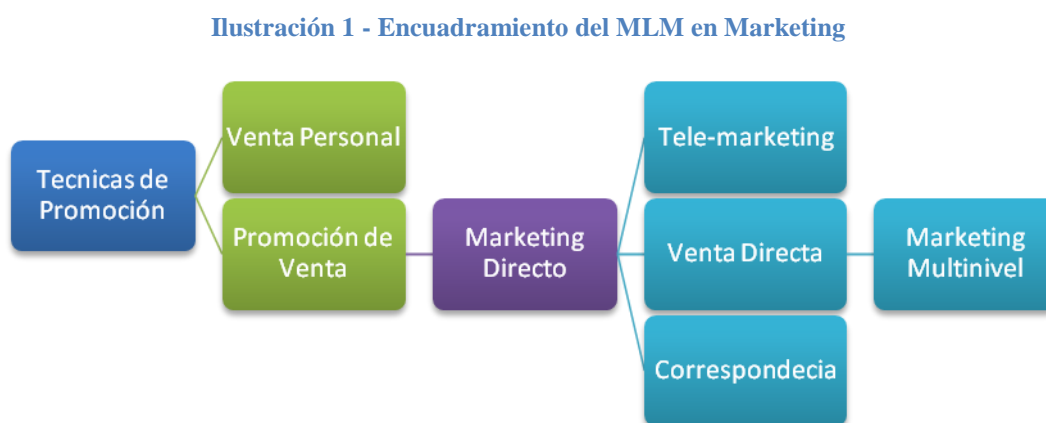 Ilustración 1 - Encuadramiento del MLM en Marketing
Tecnicas de
Promoción
Venta Personal
Promoción de
Venta
Marketing
Directo
Tele-marketing
Venta Directa
Correspondecia
Marketing
Multinivel